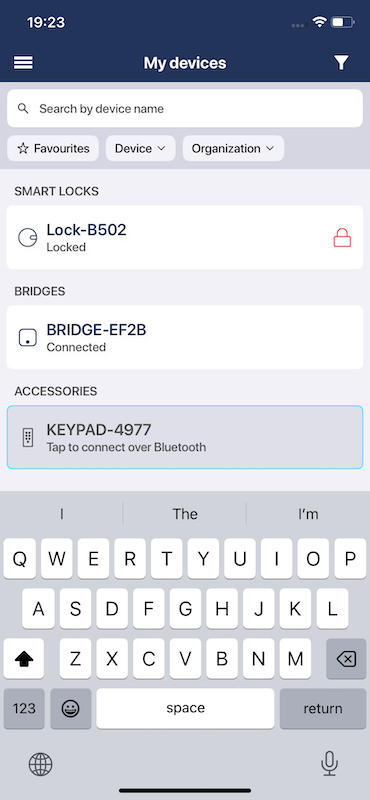 19:23
My devices
Search by device name
Favourites Device Organization
SMART LOCKS
Lock-B502
Locked
BRIDGES
BRIDGE-EF2B
Connected
ACCESSORIES
KEYPAD-4977
Tap to connect over Bluetooth
I The I'm
Q W E R T Y U I O P
A S D F G H J K L
Z X C V B N M
123 space return